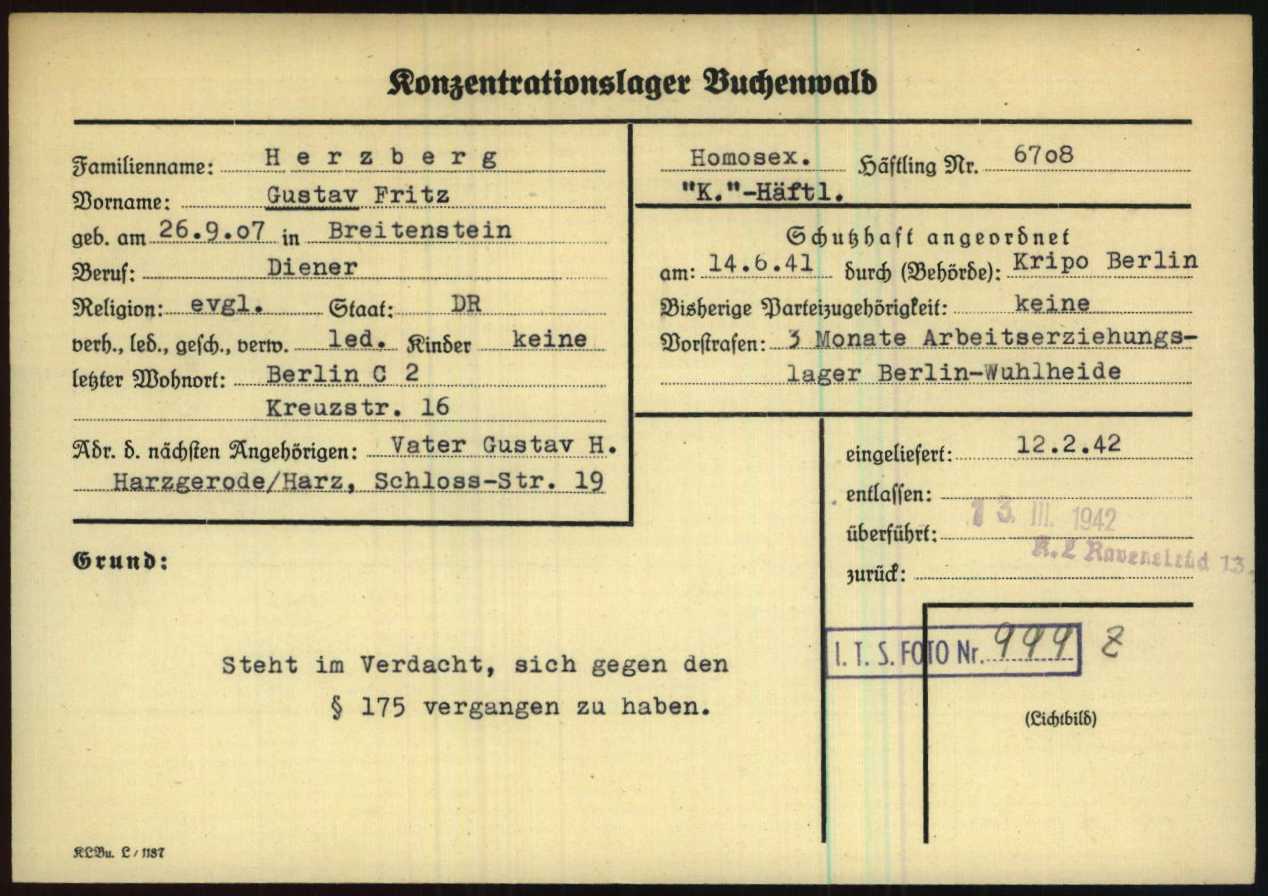 Konzentrationslager Buchenwald
Familienname: Herzberg
Vorname: Gustav Fritz
geb. am 26.9.07 in Breitenstein
Beruf: Diener
Religion: evgl. Staat: DR
verh., led., gesch., verw. led. Kinder keine
letzter Wohnort: Berlin C 2
Kreuzstr. 16
Adr. d. nächsten Angehörigen: Vater Gustav H.
Harzgerode/Harz, Schloss-Str. 19
Homosex. Häftling Nr. 6708
"K."-Häftl.
Schutzhaft angeordnet
am: 14.6.41 durch (Behörde): Kripo Berlin
Bisherige Parteizugehörigkeit: keine
Vorstrafen: 3 Monate Arbeitserziehungs-
lager Berlin-Wuhlheide
eingeliefert: 12.2.42
entlassen:
13. III. 1942
überführt:
K.L Ravensbrück 13.
zurück:
Grund:
Steht im Verdacht, sich gegen den
§ 175 vergangen zu haben.
I. T. S. FOTO Nr. 999 Z
(Lichtbild)
KLBu. L / 1187